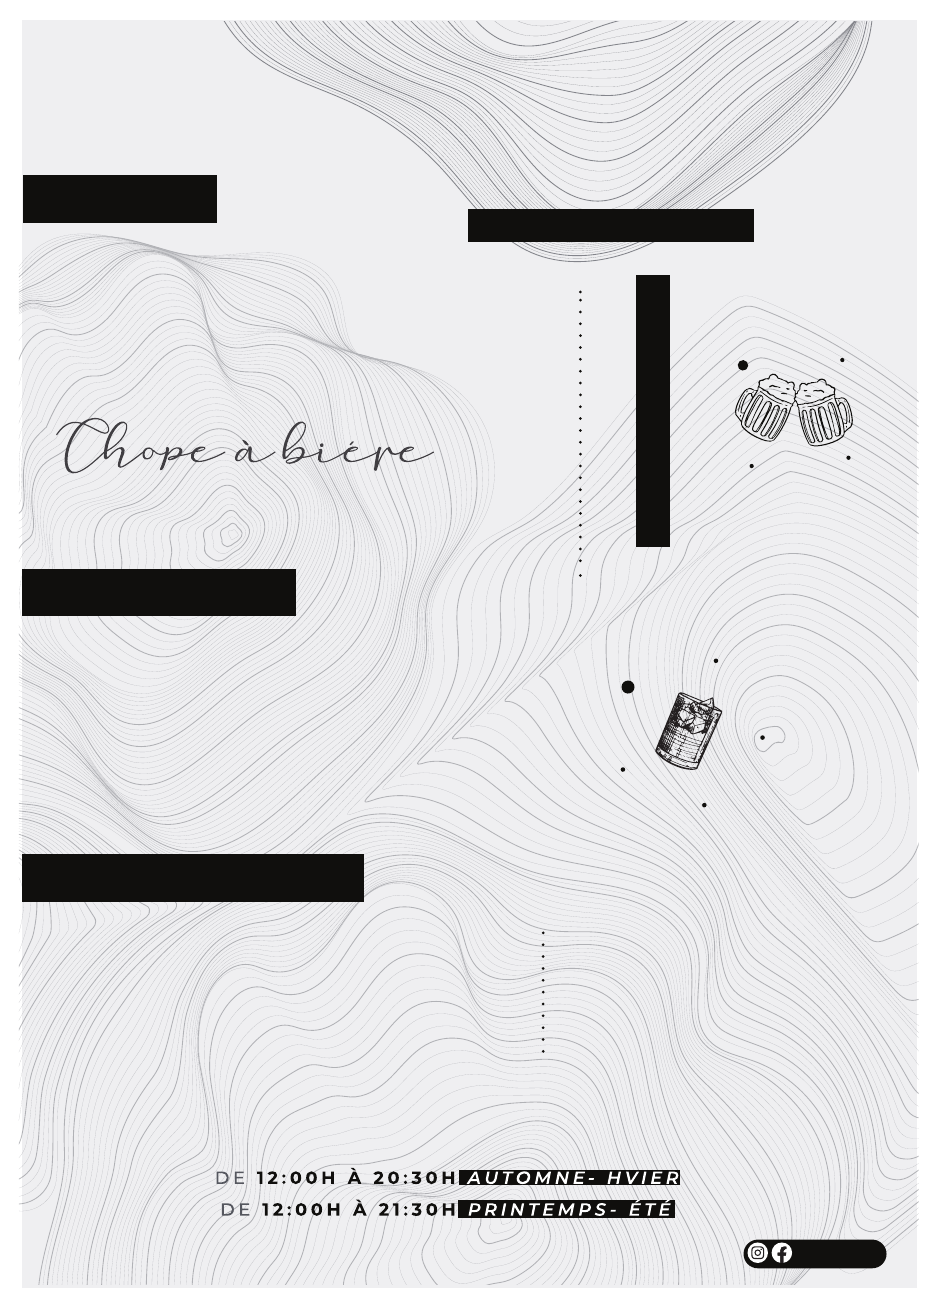 Chope à biére
DE 12:00H À 20:30H AUTOMNE- HVIER
DE 12:00H À 21:30H PRINTEMPS- ÉTÉ